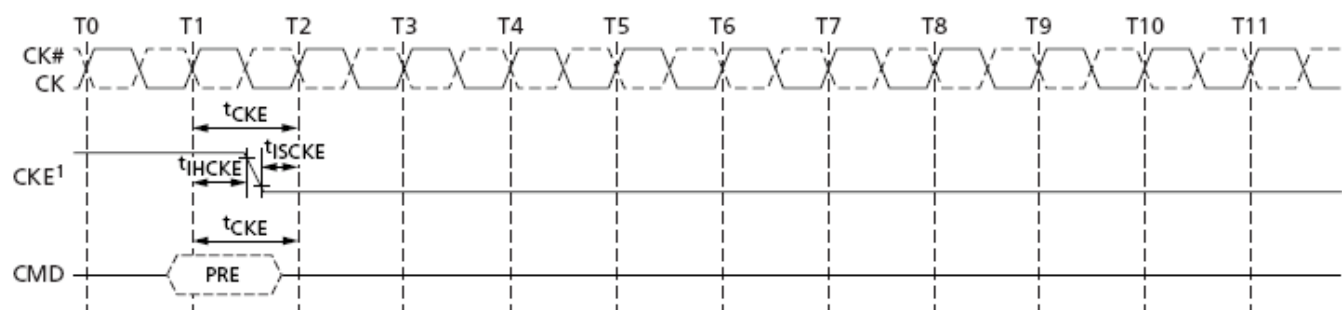 T0 T1 T2 T3 T4 T5 T6 T7 T8 T9 T10 T11
CK#
CK
tCKE
tISCKE
tIHCKE
CKE1
tCKE
CMD
PRE